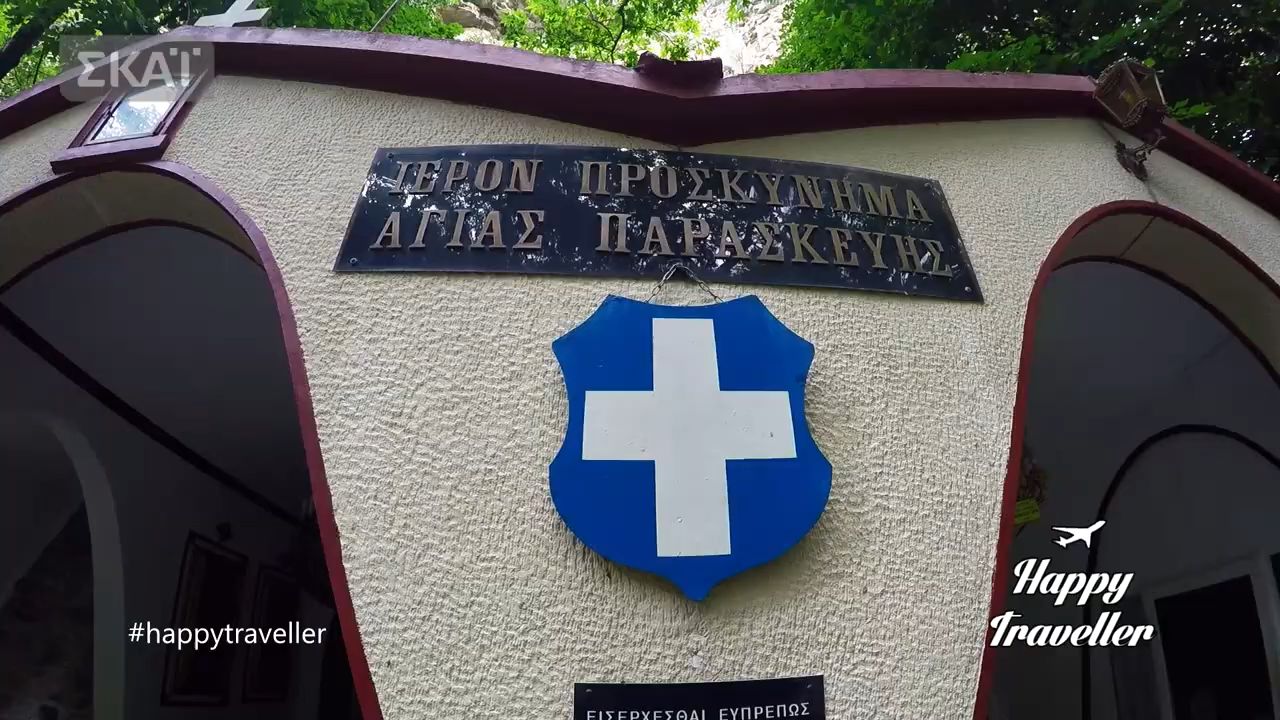 ΣΚΑΪ
ΙΕΡΟΝ ΠΡΟΣΚΥΝΗΜΑ
ΑΓΙΑΣ ΠΑΡΑΣΚΕΥΗΣ
Happy
Traveller
#happytraveller
ΕΙΣΕΡΧΕΣΘΑΙ ΕΥΠΡΕΠΩΣ